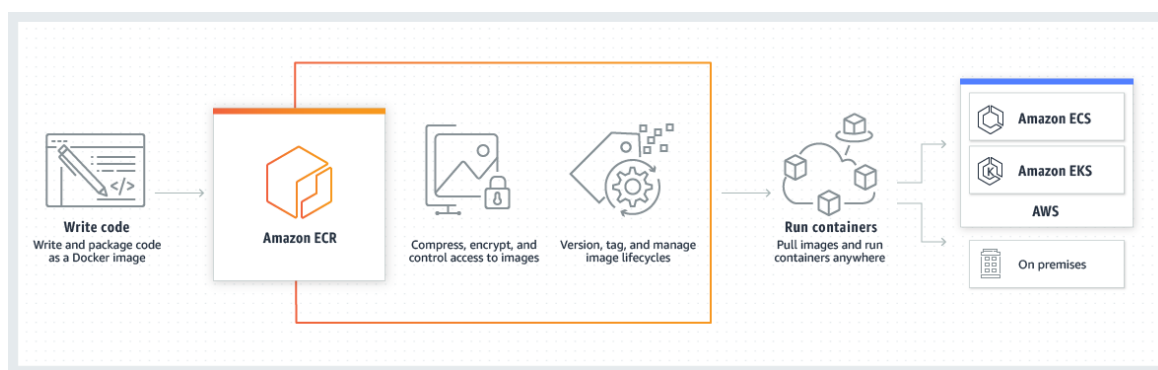 Write code
Write and package code
as a Docker image
</>
Amazon ECR
Compress, encrypt, and
control access to images
Version, tag, and manage
image lifecycles
Run containers
Pull images and run
containers anywhere
Amazon ECS
K
Amazon EKS
AWS
On premises